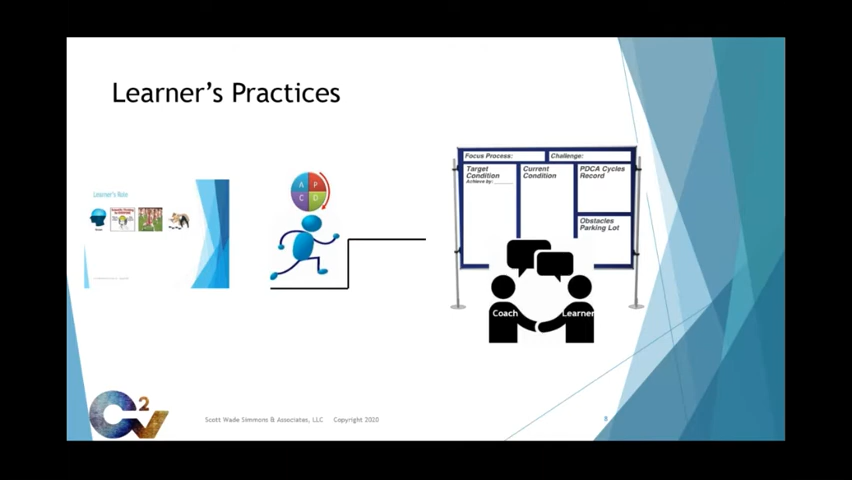 Learner's Practices
Learner's Role
A P
C D
Focus Process:
Challenge:
Target
Condition
Achieve by:
Current
Condition
PDCA Cycles
Record
Obstacles
Parking Lot
Coach
Learner
C2V
Scott Wade Simmons & Associates, LLC Copyright 2020
8